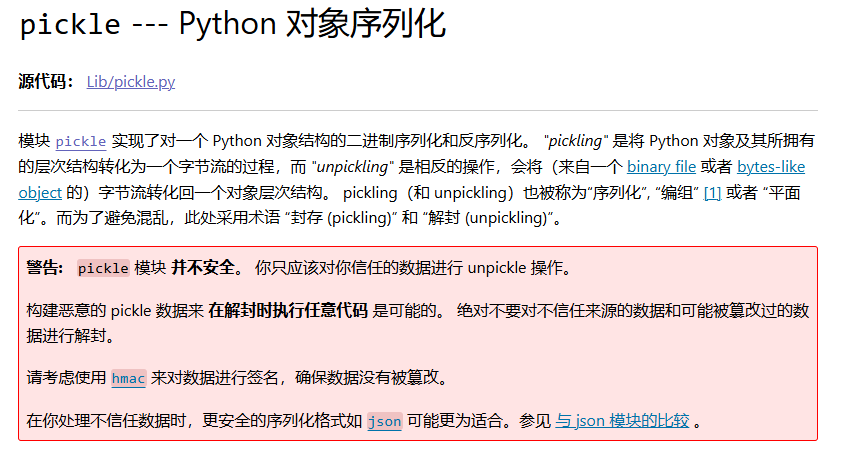 pickle --- Python 对象序列化
源代码： Lib/pickle.py
模块 pickle 实现了对一个 Python 对象结构的二进制序列化和反序列化。 "pickling" 是将 Python 对象及其所拥有
的层次结构转化为一个字节流的过程，而 "unpickling" 是相反的操作，会将（来自一个 binary file 或者 bytes-like
object 的）字节流转化回一个对象层次结构。 pickling（和 unpickling）也被称为“序列化”, “编组” [1] 或者 “平面
化”。而为了避免混乱，此处采用术语 “封存 (pickling)” 和 “解封 (unpickling)”。
警告： pickle 模块 并不安全。 你只应该对你信任的数据进行 unpickle 操作。
构建恶意的 pickle 数据来 在解封时执行任意代码 是可能的。 绝对不要对不信任来源的数据和可能被篡改过的数
据进行解封。
请考虑使用 hmac 来对数据进行签名，确保数据没有被篡改。
在你处理不信任数据时，更安全的序列化格式如 json 可能更为适合。参见 与 json 模块的比较 。